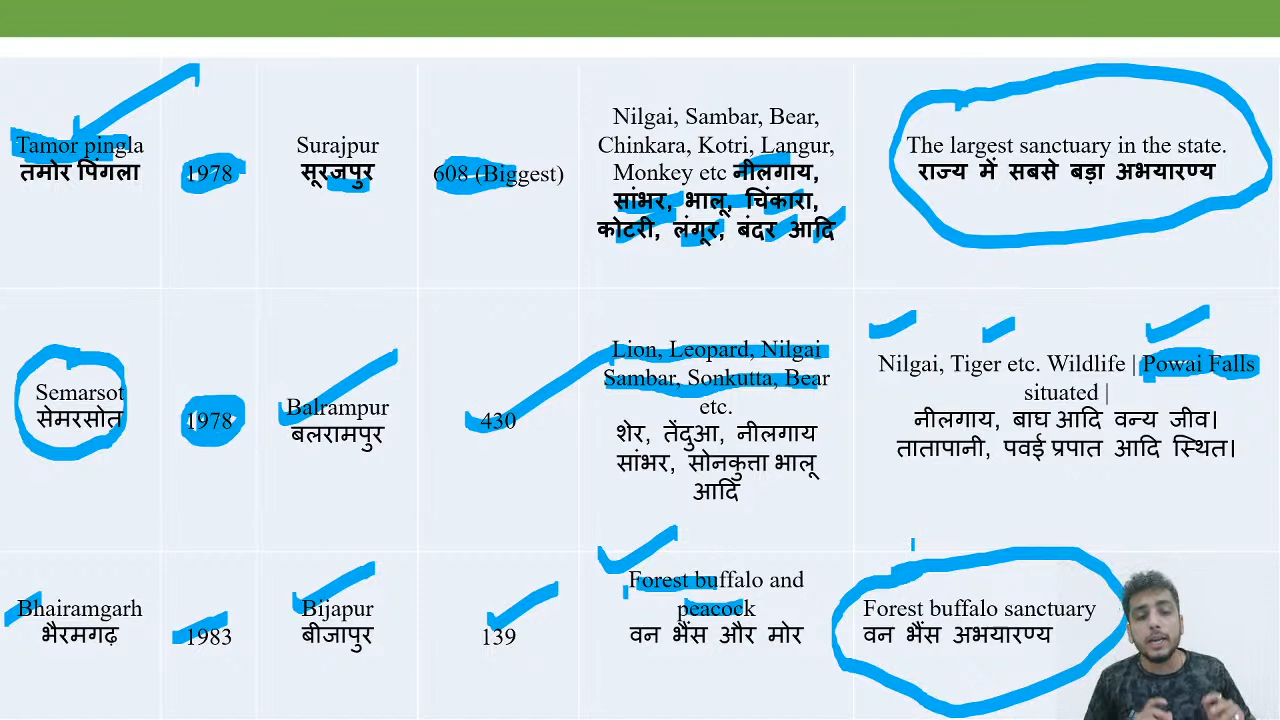 Tamor pingla
तमोर पिंगला
1978
Surajpur
सूरजपुर
608 (Biggest)
Nilgai, Sambar, Bear,
Chinkara, Kotri, Langur,
Monkey etc नीलगाय,
सांभर, भालू, चिंकारा,
कोटरी, लंगूर, बंदर आदि
The largest sanctuary in the state.
राज्य में सबसे बड़ा अभयारण्य
Semarsot
सेमरसोत
1978
Balrampur
बलरामपुर
430
Lion, Leopard, Nilgai
Sambar, Sonkutta, Bear
etc.
शेर, तेंदुआ, नीलगाय
सांभर, सोनकुत्ता भालू
आदि
Nilgai, Tiger etc. Wildlife | Powai Falls
situated |
नीलगाय, बाघ आदि वन्य जीव।
तातापानी, पवई प्रपात आदि स्थित।
Bhairamgarh
भैरमगढ़
1983
Bijapur
बीजापुर
139
Forest buffalo and
peacock
वन भैंस और मोर
Forest buffalo sanctuary
वन भैंस अभयारण्य